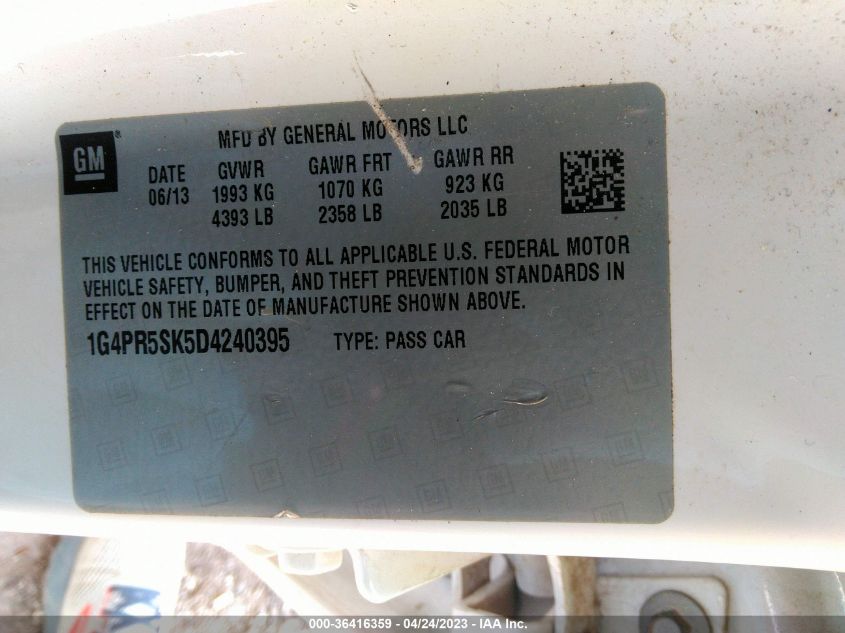 MFD BY GENERAL MOTORS LLC
GM®
DATE GVWR GAWR FRT GAWR RR
06/13 1993 KG 1070 KG 923 KG
4393 LB 2358 LB 2035 LB
THIS VEHICLE CONFORMS TO ALL APPLICABLE U.S. FEDERAL MOTOR
VEHICLE SAFETY, BUMPER, AND THEFT PREVENTION STANDARDS IN
EFFECT ON THE DATE OF MANUFACTURE SHOWN ABOVE.
1G4PR5SK5D4240395 TYPE: PASS CAR
000-36416359 - 04/24/2023 - IAA Inc.